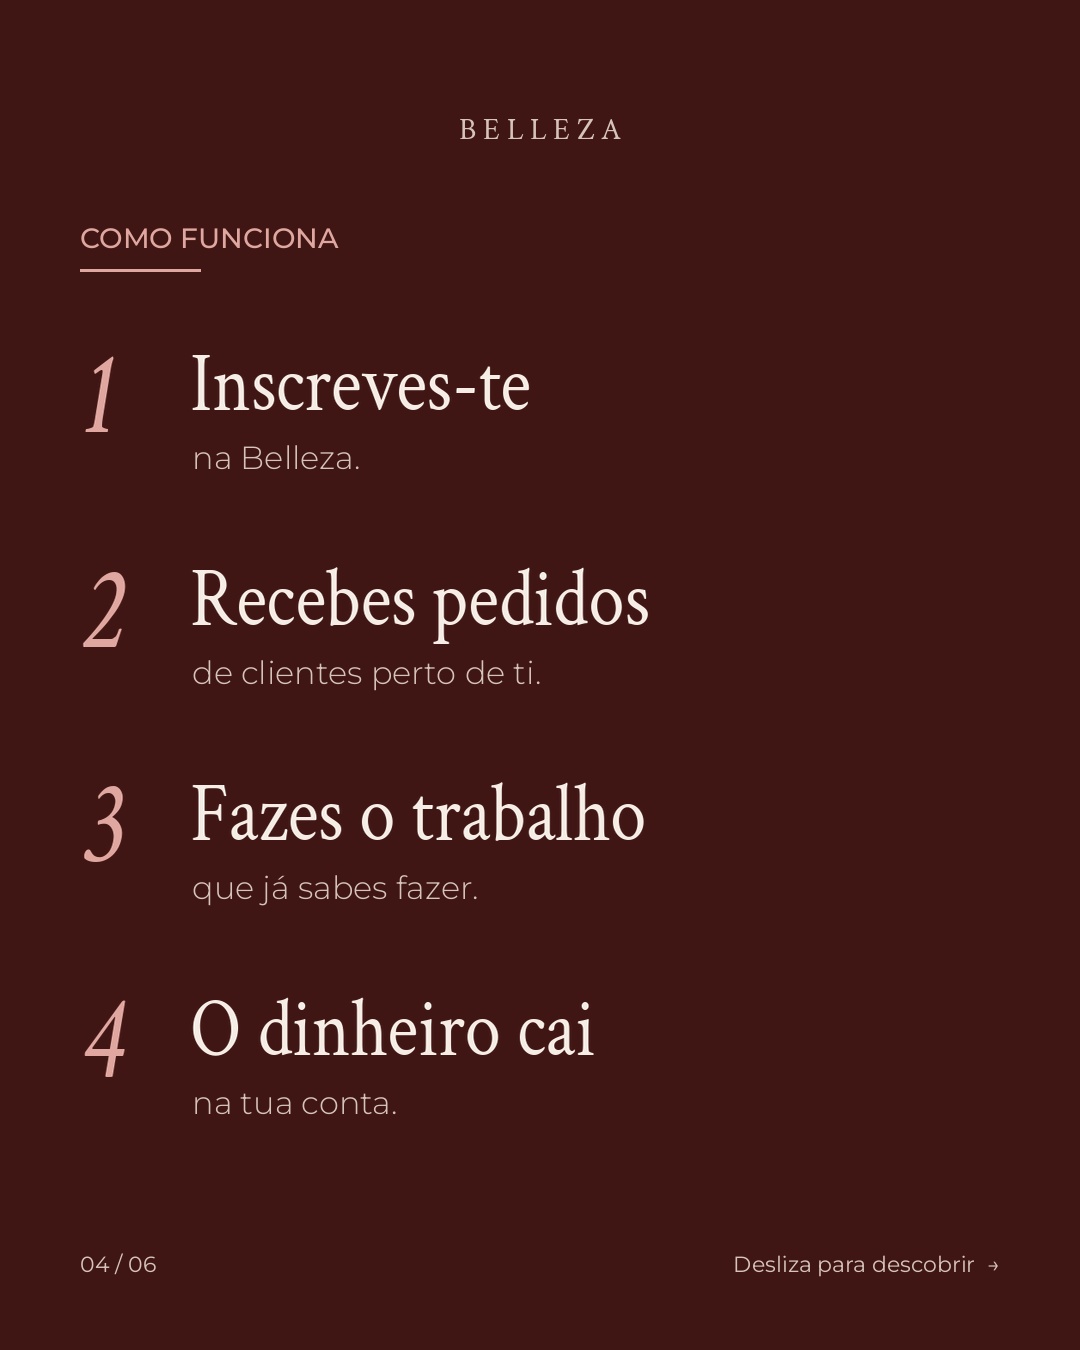 BELLEZA
COMO FUNCIONA
1 Inscreves-te
na Belleza.
2 Recebes pedidos
de clientes perto de ti.
3 Fazes o trabalho
que já sabes fazer.
4 O dinheiro cai
na tua conta.
04 / 06
Desliza para descobrir →